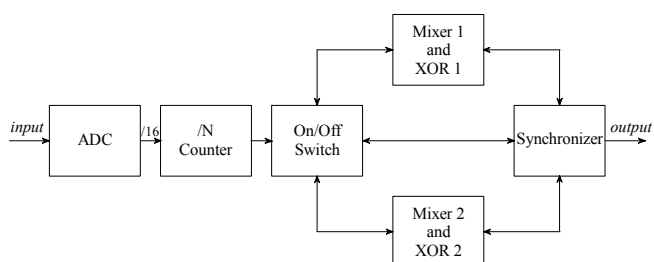 Mixer 1
and
XOR 1
input
ADC
/16
/N
Counter
On/Off
Switch
Synchronizer
output
Mixer 2
and
XOR 2